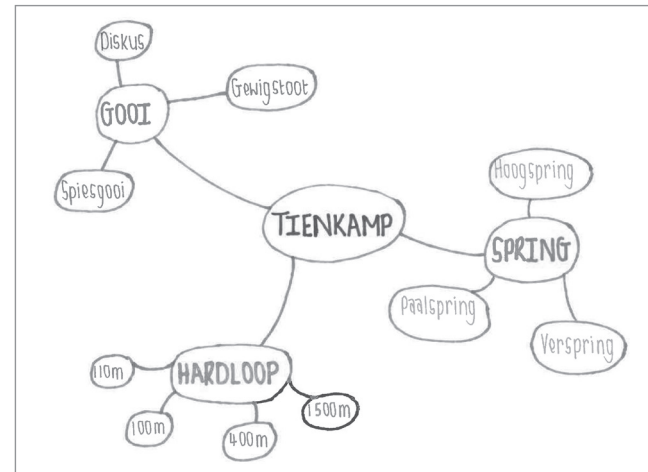 Diskus
Gewigstoot
GOOI
Spiesgooi
TIENKAMP
Hoogspring
SPRING
Paalspring
Verspring
HARDLOOP
110m
100m
400m
1500m